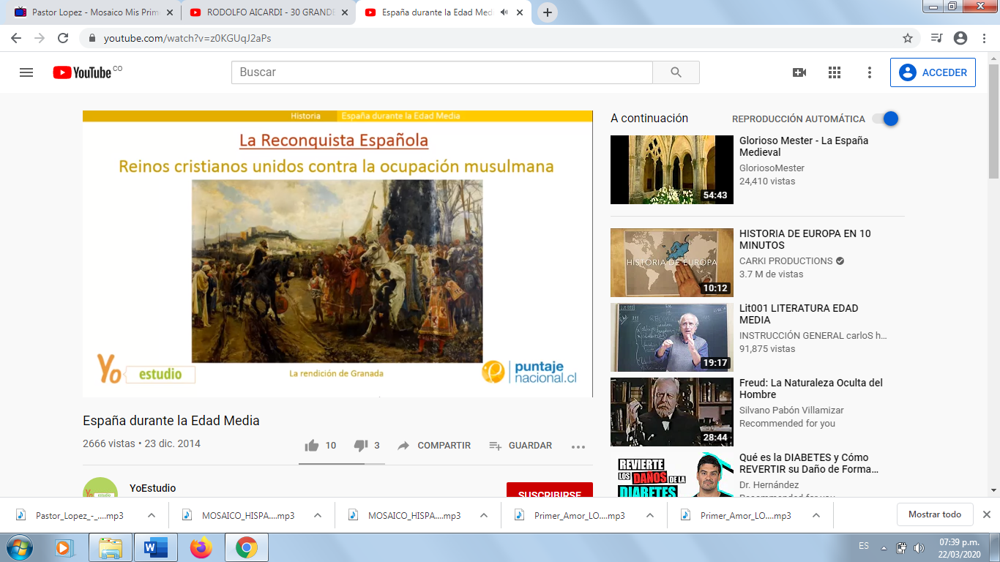 Pastor Lopez - Mosaico Mis Prim
RODOLFO AICARDI - 30 GRANDE
España durante la Edad Medi
youtube.com/watch?v=z0KGUqJ2aPs
YouTube CO
Buscar
ACCEDER
Historia España durante la Edad Media
La Reconquista Española
Reinos cristianos unidos contra la ocupación musulmana
Yo estudio
La rendición de Granada
puntaje
nacional.cl
España durante la Edad Media
2666 vistas • 23 dic. 2014
10 3 COMPARTIR GUARDAR
YoEstudio
Yo estudio
SUSCRIBIRSE
A continuación
REPRODUCCIÓN AUTOMÁTICA
Glorioso Mester - La España
Medieval
GloriosoMester
24,410 vistas
54:43
HISTORIA DE EUROPA
10:12
HISTORIA DE EUROPA EN 10
MINUTOS
CARKI PRODUCTIONS
3.7 M de vistas
19:17
Lit001 LITERATURA EDAD
MEDIA
INSTRUCCIÓN GENERAL carloS h...
91,875 vistas
28:44
Freud: La Naturaleza Oculta del
Hombre
Silvano Pabón Villamizar
Recommended for you
REVIERTE
LOS DAÑOS DE LA
DIABETES
Qué es la DIABETES y Cómo
REVERTIR su Daño de Forma...
Dr. Hernández
Recommended for you
Pastor_Lopez_-_....mp3
MOSAICO_HISPA....mp3
MOSAICO_HISPA....mp3
Primer_Amor_LO....mp3
Primer_Amor_LO....mp3
Mostrar todo
ES
07:39 p.m.
22/03/2020